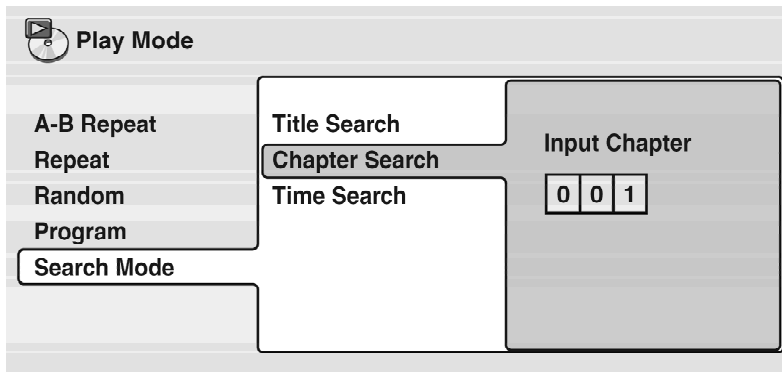 Play Mode
A-B Repeat
Repeat
Random
Program
Search Mode
Title Search
Chapter Search
Time Search
Input Chapter
0 0 1